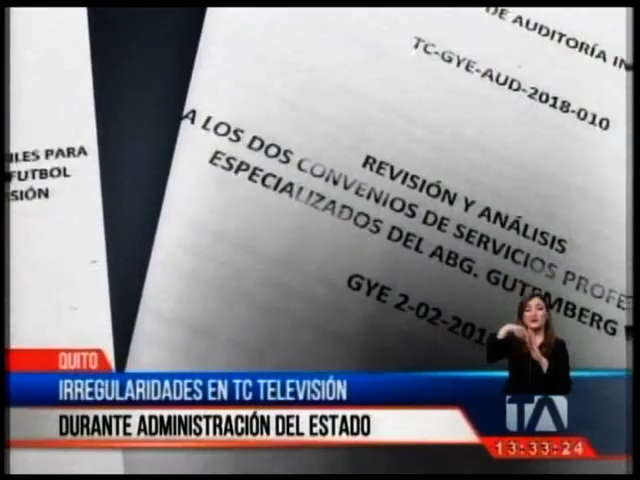 DE AUDITORÍA IN
TC-GYE-AUD-2018-010
REVISIÓN Y ANÁLISIS
A LOS DOS CONVENIOS DE SERVICIOS PROFE
ESPECIALIZADOS DEL ABG. GUTEMBERG
GYE 2-02-201
PARA
FUTBOL
QUITO
IRREGULARIDADES EN TC TELEVISIÓN
DURANTE ADMINISTRACIÓN DEL ESTADO
TA
13:33:24